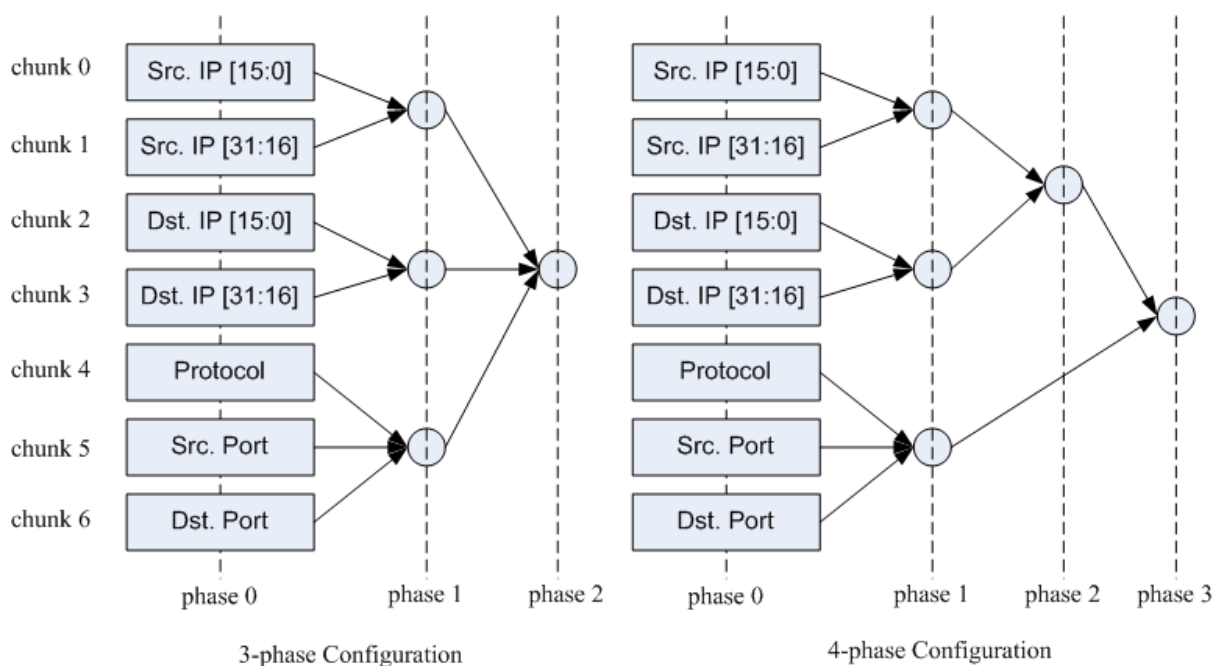 chunk 0
Src. IP [15:0]
Src. IP [15:0]
chunk 1
Src. IP [31:16]
Src. IP [31:16]
chunk 2
Dst. IP [15:0]
Dst. IP [15:0]
chunk 3
Dst. IP [31:16]
Dst. IP [31:16]
chunk 4
Protocol
Protocol
chunk 5
Src. Port
Src. Port
chunk 6
Dst. Port
Dst. Port
phase 0
phase 1
phase 2
phase 0
phase 1
phase 2
phase 3
3-phase Configuration
4-phase Configuration